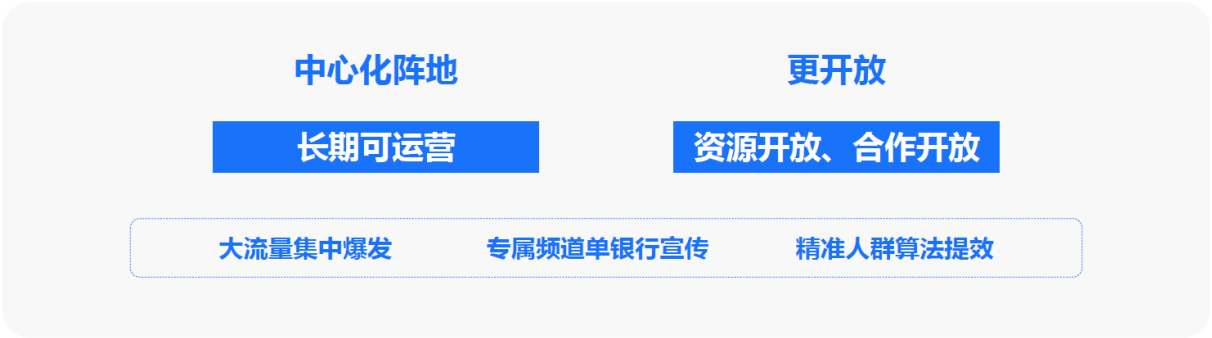 中心化阵地
更开放
长期可运营
资源开放、合作开放
大流量集中爆发
专属频道单银行宣传
精准人群算法提效